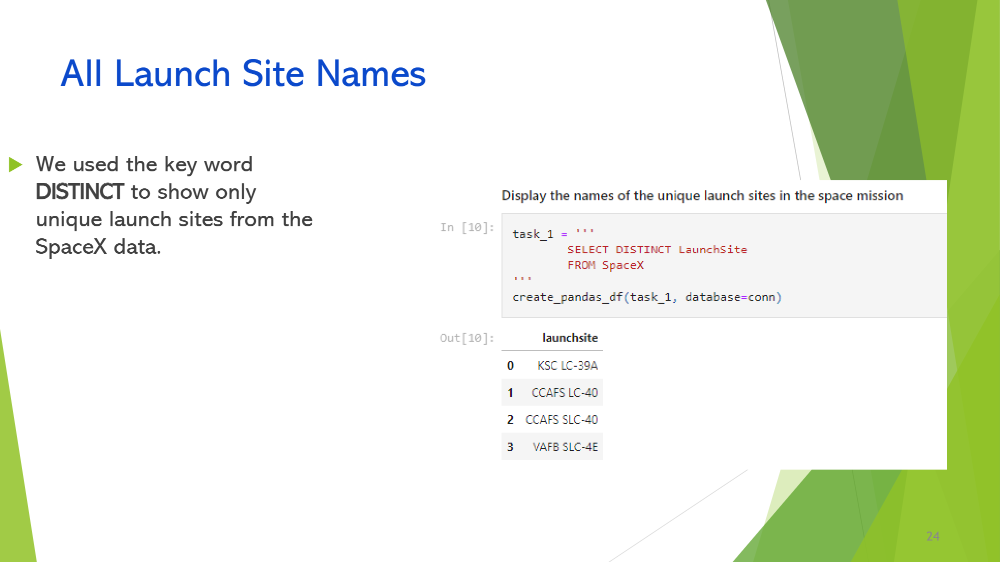 All Launch Site Names
We used the key word
DISTINCT to show only
unique launch sites from the
SpaceX data.
Display the names of the unique launch sites in the space mission
In [10]:
task_1 = '''
SELECT DISTINCT LaunchSite
FROM SpaceX
'''
create_pandas_df(task_1, database=conn)
Out[10]:
launchsite
0 KSC LC-39A
1 CCAFS LC-40
2 CCAFS SLC-40
3 VAFB SLC-4E
24